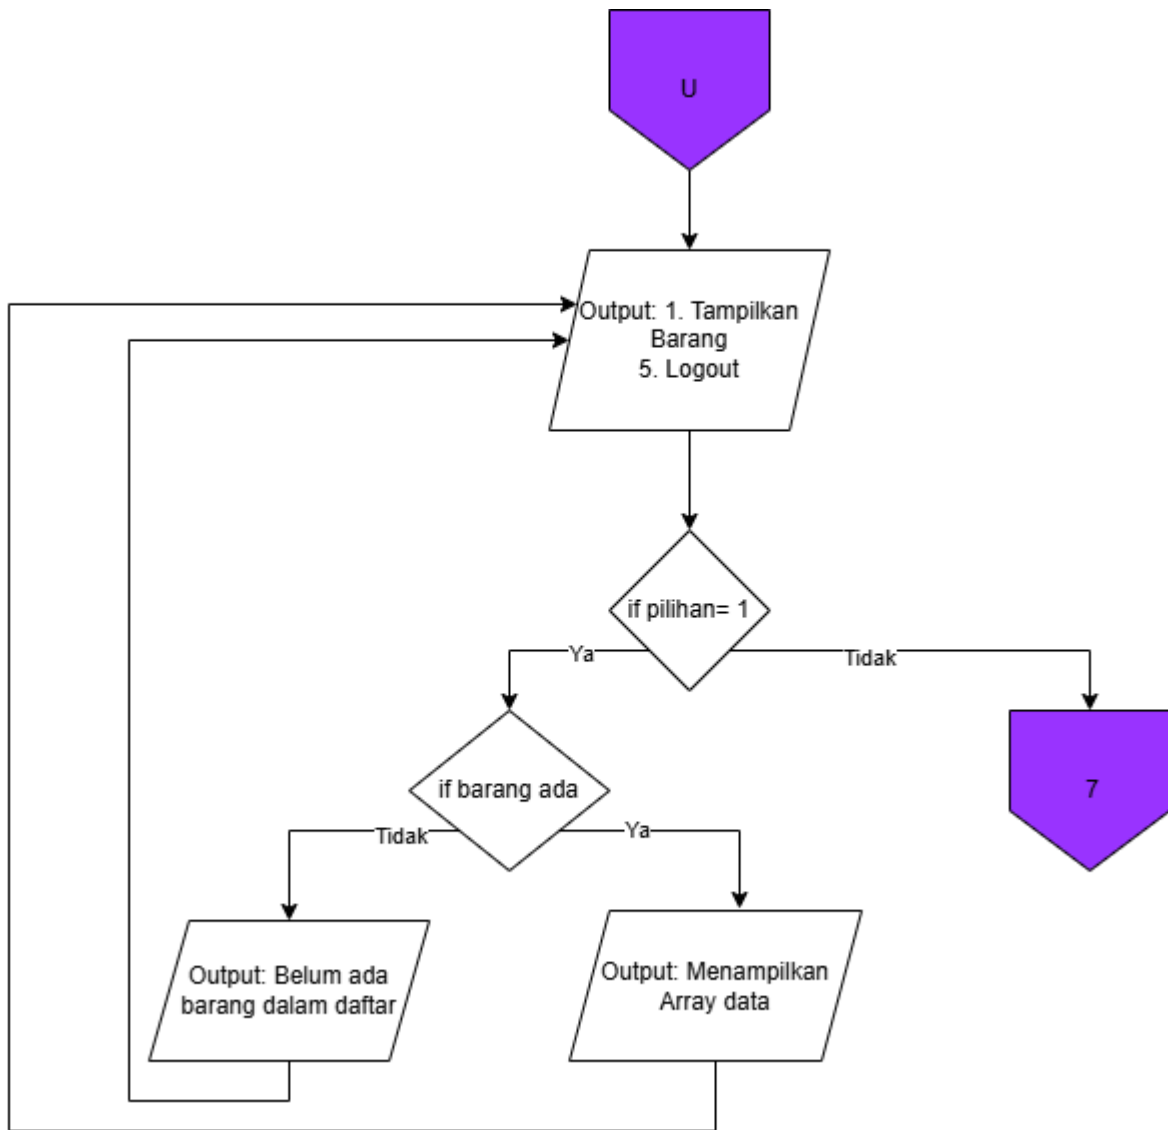 U
Output: 1. Tampilkan
Barang
5. Logout
if pilihan= 1
Ya
Tidak
if barang ada
7
Tidak
Ya
Output: Belum ada
barang dalam daftar
Output: Menampilkan
Array data